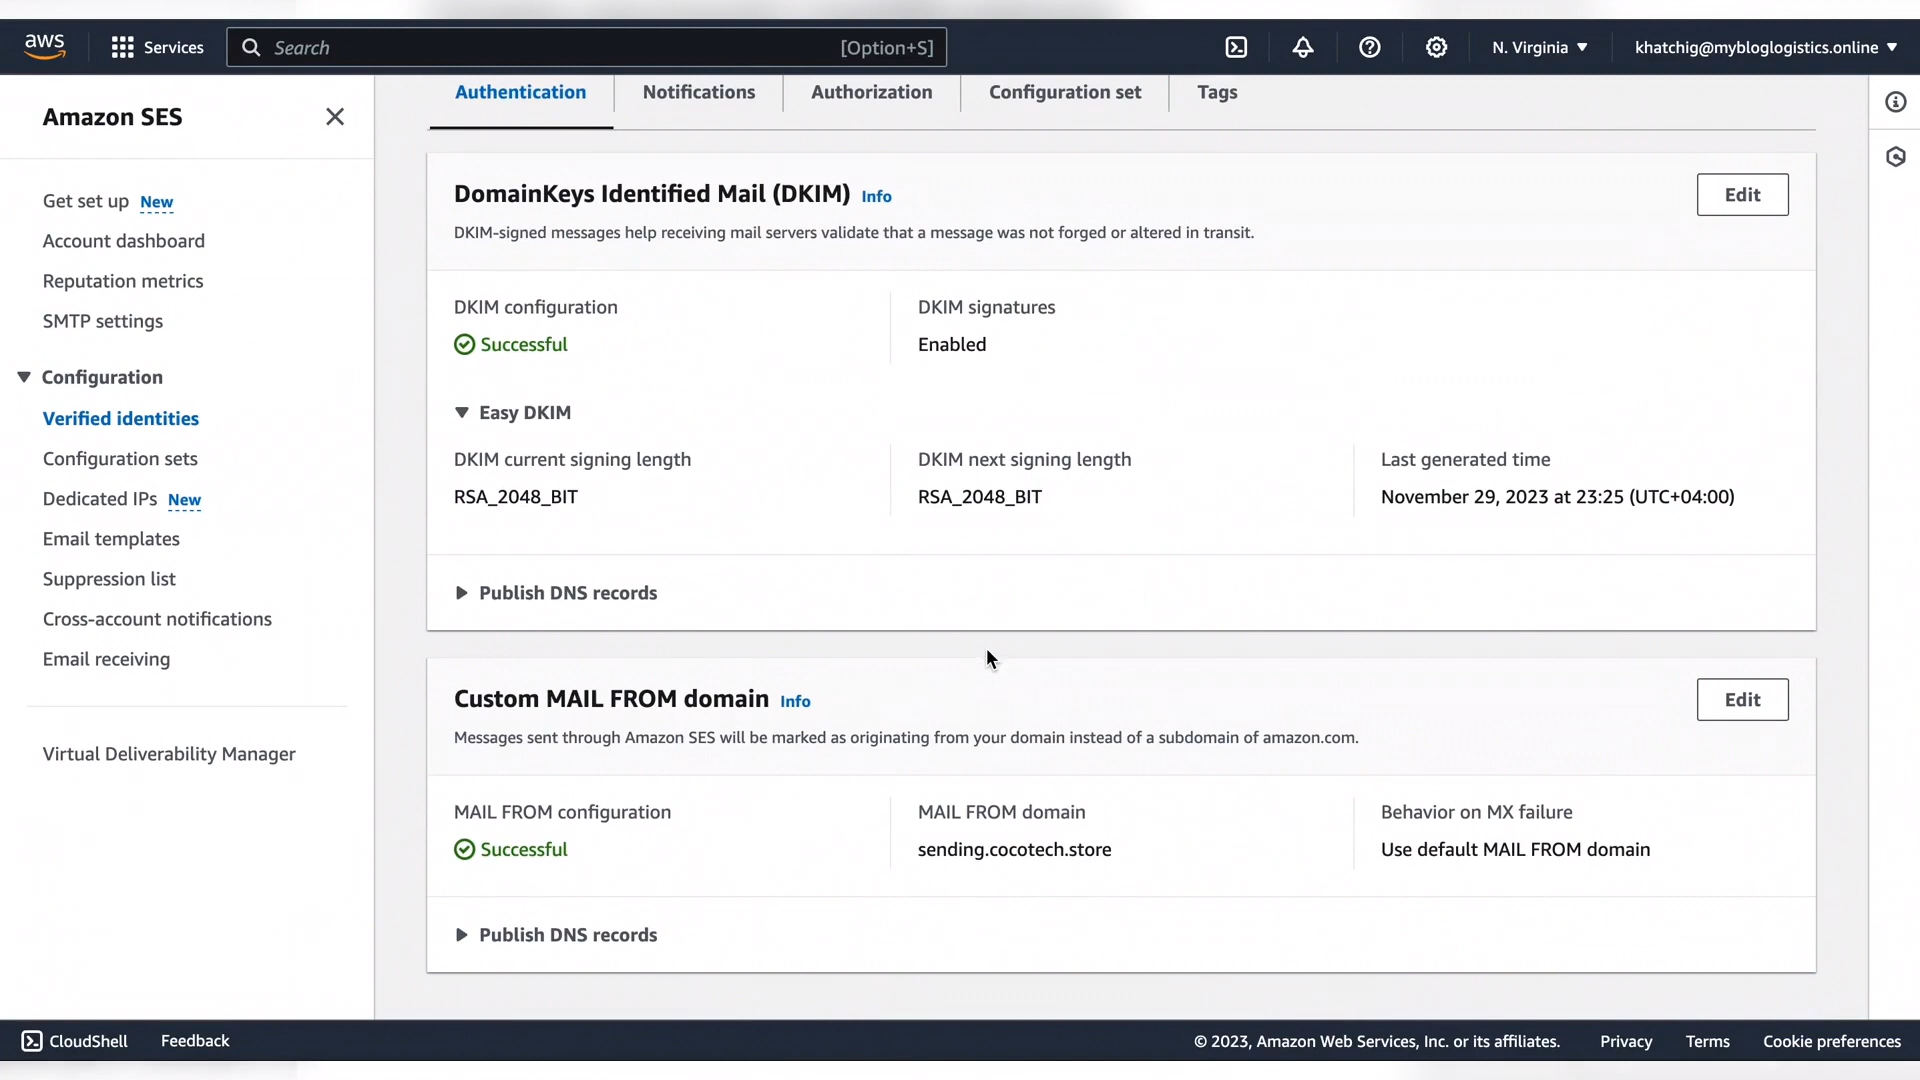 aws
Services
Search
[Option+S]
N. Virginia
khatchig@mybloglogistics.online
Amazon SES
Get set up New
Account dashboard
Reputation metrics
SMTP settings
Configuration
Verified identities
Configuration sets
Dedicated IPs New
Email templates
Suppression list
Cross-account notifications
Email receiving
Virtual Deliverability Manager
Authentication
Notifications
Authorization
Configuration set
Tags
DomainKeys Identified Mail (DKIM) Info
Edit
DKIM-signed messages help receiving mail servers validate that a message was not forged or altered in transit.
DKIM configuration
Successful
DKIM signatures
Enabled
Easy DKIM
DKIM current signing length
RSA_2048_BIT
DKIM next signing length
RSA_2048_BIT
Last generated time
November 29, 2023 at 23:25 (UTC+04:00)
Publish DNS records
Custom MAIL FROM domain Info
Edit
Messages sent through Amazon SES will be marked as originating from your domain instead of a subdomain of amazon.com.
MAIL FROM configuration
Successful
MAIL FROM domain
sending.cocotech.store
Behavior on MX failure
Use default MAIL FROM domain
Publish DNS records
CloudShell
Feedback
© 2023, Amazon Web Services, Inc. or its affiliates.
Privacy
Terms
Cookie preferences